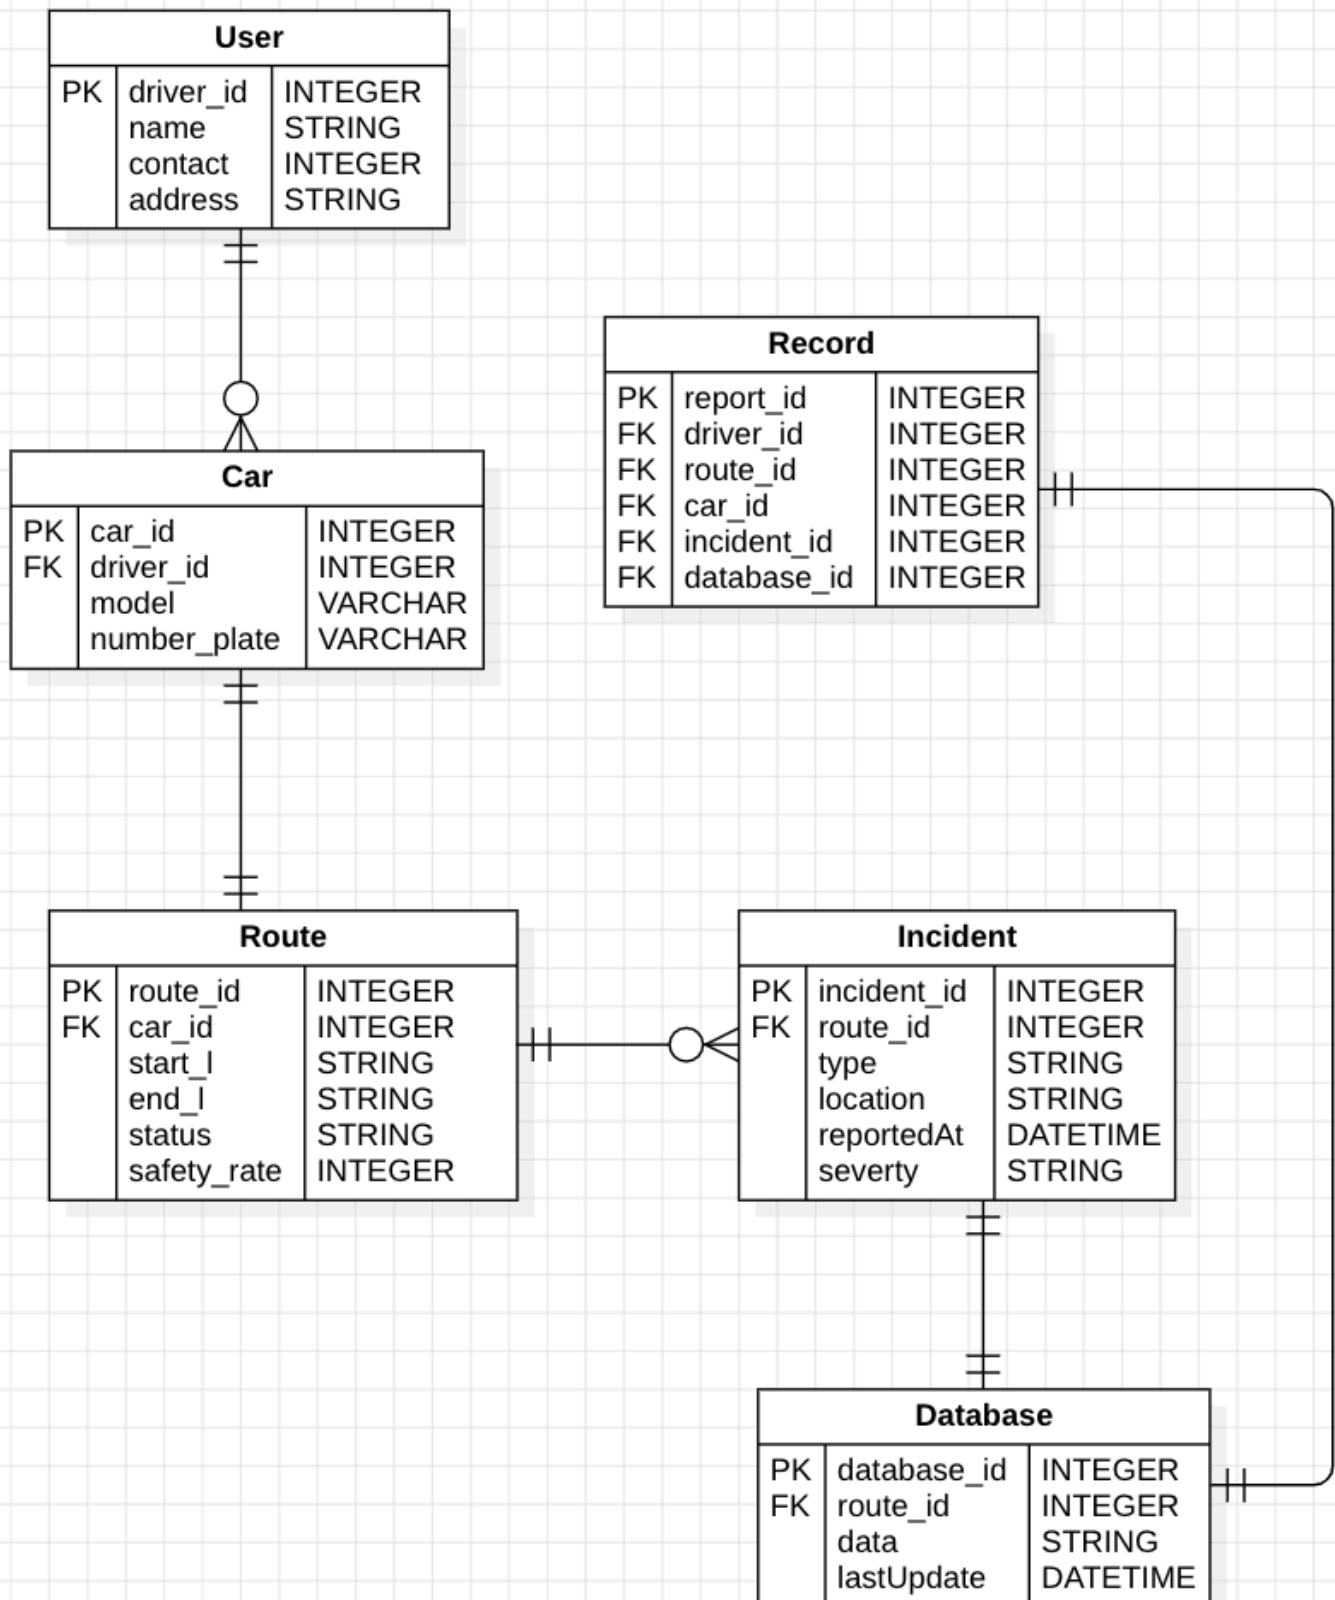 User
PK driver_id INTEGER
name STRING
contact INTEGER
address STRING
Record
PK report_id INTEGER
FK driver_id INTEGER
FK route_id INTEGER
FK car_id INTEGER
FK incident_id INTEGER
FK database_id INTEGER
Car
PK car_id INTEGER
FK driver_id INTEGER
model VARCHAR
number_plate VARCHAR
Route
PK route_id INTEGER
FK car_id INTEGER
start_l STRING
end_l STRING
status STRING
safety_rate INTEGER
Incident
PK incident_id INTEGER
FK route_id INTEGER
type STRING
location STRING
reportedAt DATETIME
severty STRING
Database
PK database_id INTEGER
FK route_id INTEGER
data STRING
lastUpdate DATETIME